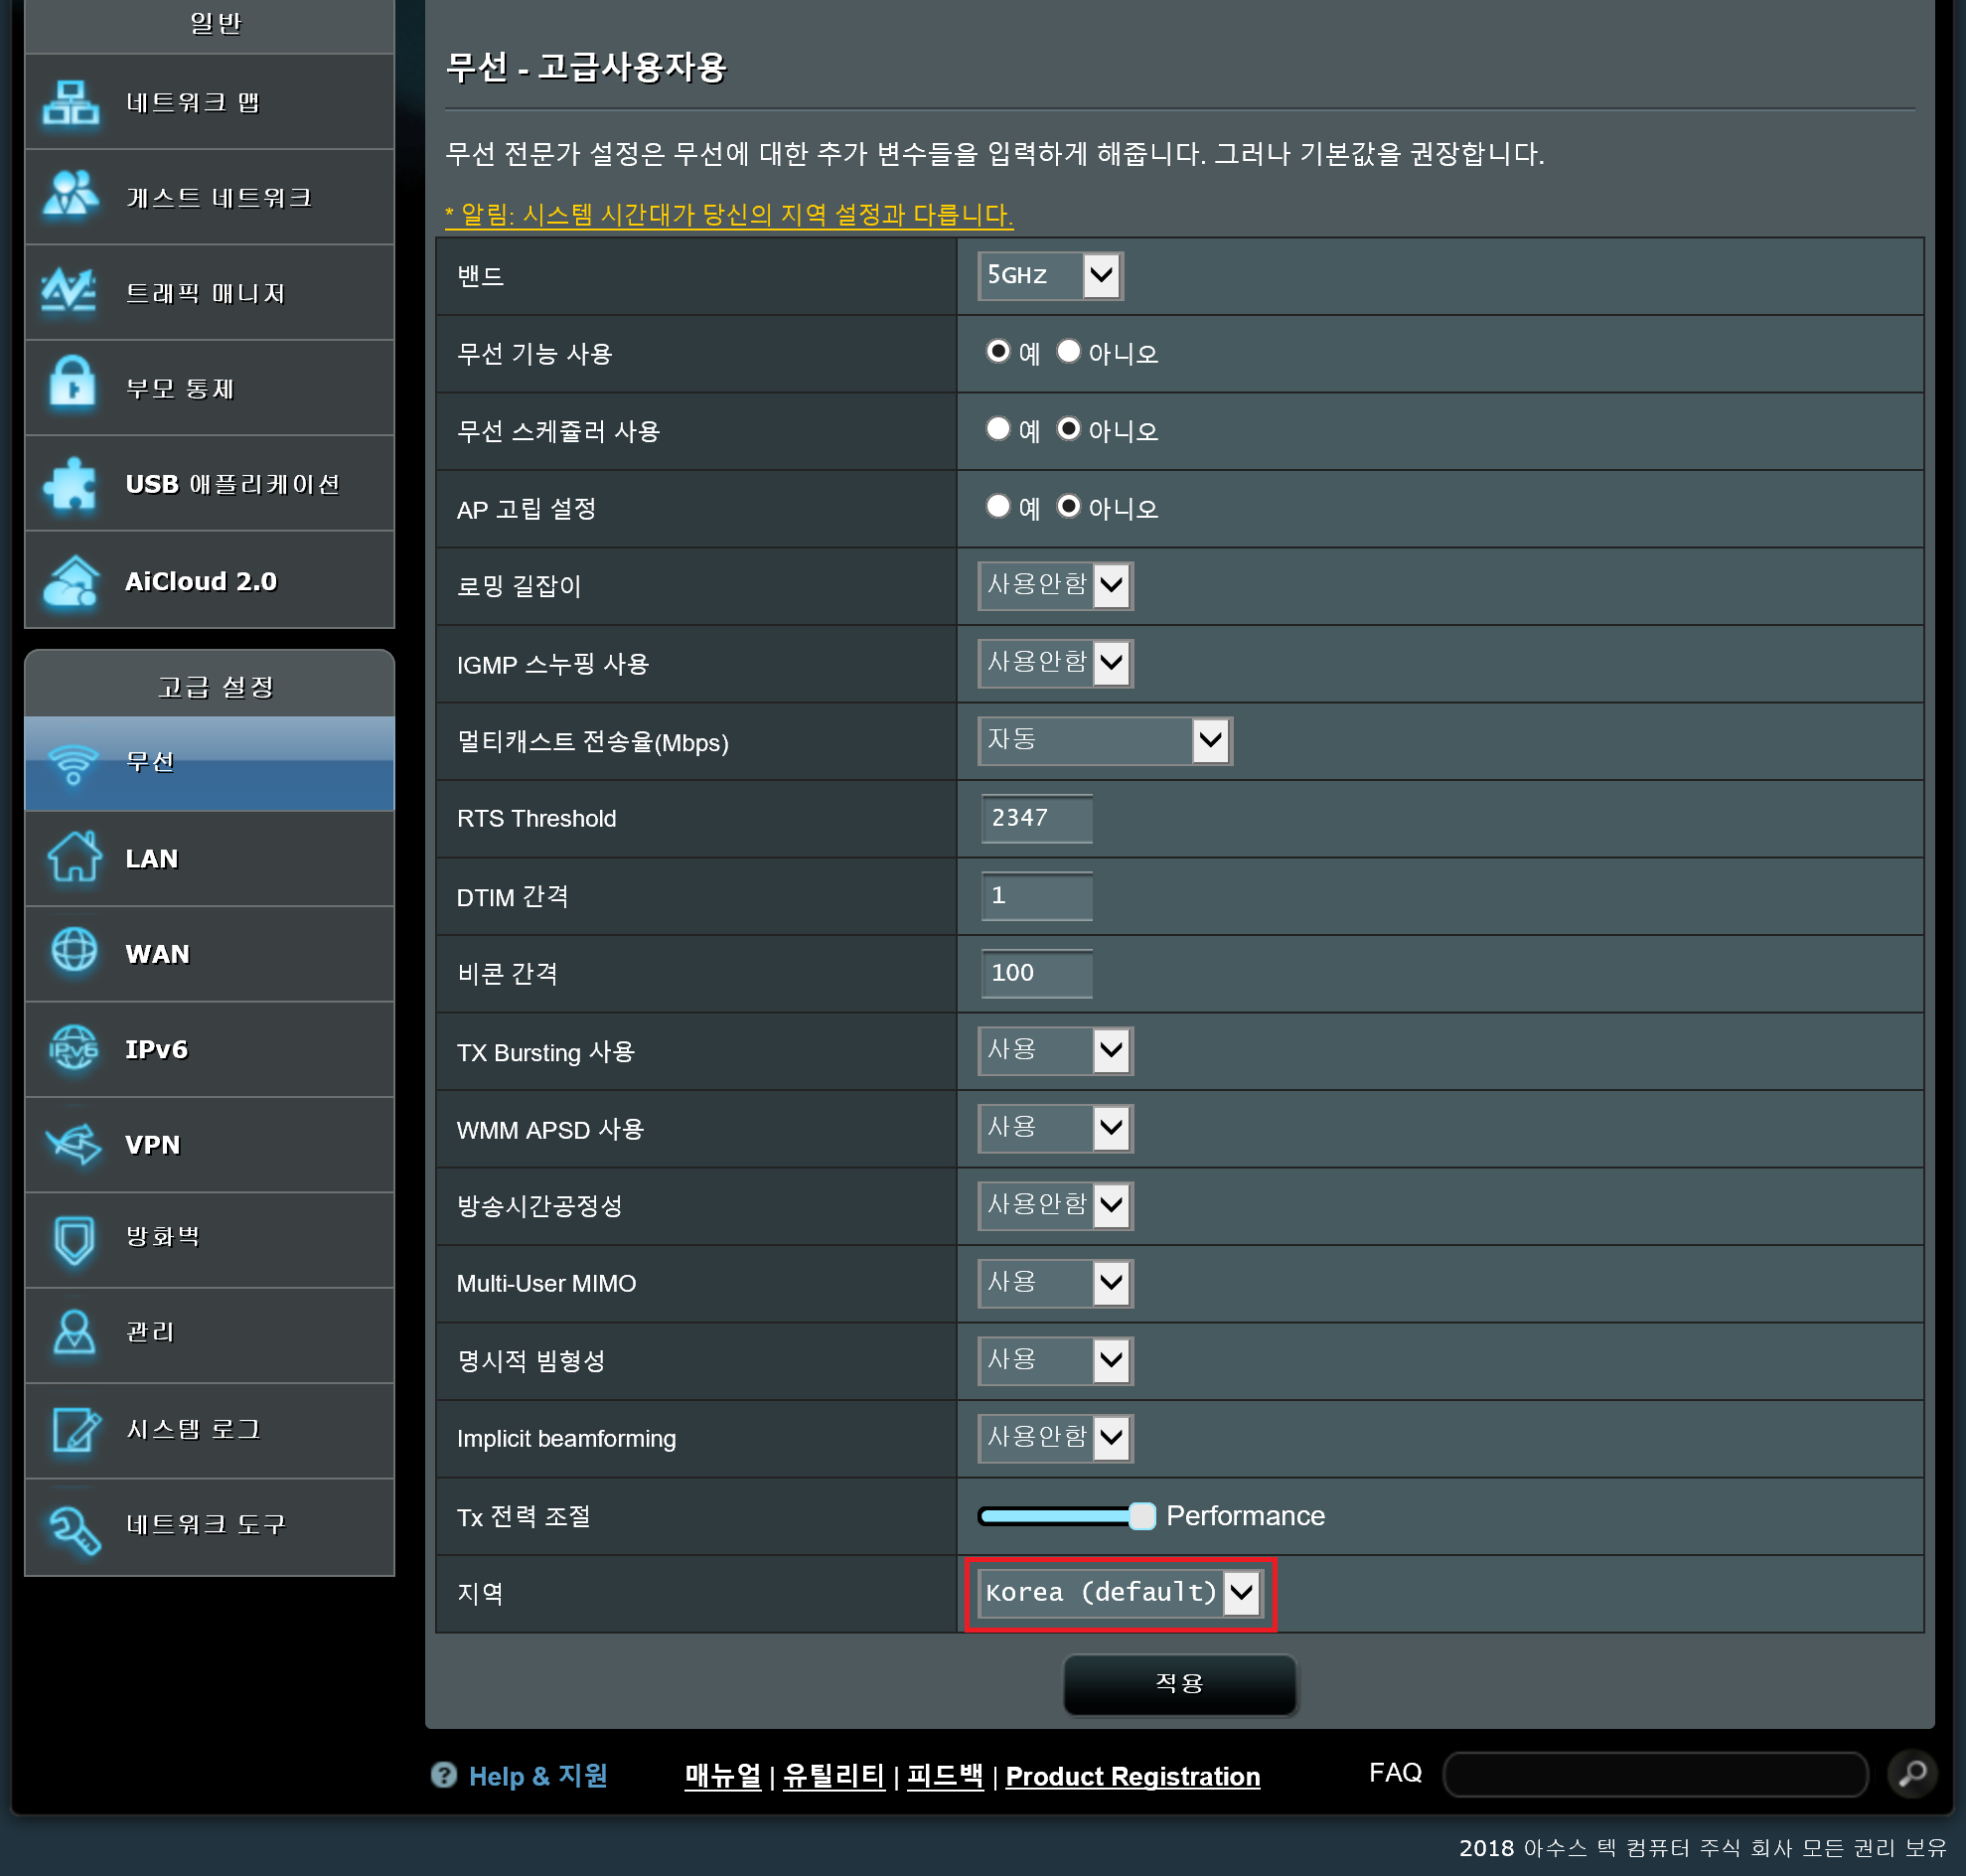 일반
네트워크 맵
게스트 네트워크
트래픽 매니저
부모 통제
USB 애플리케이션
AiCloud 2.0
고급 설정
무선
LAN
WAN
IPv6
VPN
방화벽
관리
시스템 로그
네트워크 도구
무선 - 고급사용자용
무선 전문가 설정은 무선에 대한 추가 변수들을 입력하게 해줍니다. 그러나 기본값을 권장합니다.
* 알림: 시스템 시간대가 당신의 지역 설정과 다릅니다.
밴드 5GHz
무선 기능 사용 예 아니오
무선 스케쥴러 사용 예 아니오
AP 고립 설정 예 아니오
로밍 길잡이 사용안함
IGMP 스누핑 사용 사용안함
멀티캐스트 전송율(Mbps) 자동
RTS Threshold 2347
DTIM 간격 1
비콘 간격 100
TX Bursting 사용 사용
WMM APSD 사용 사용
방송시간공정성 사용안함
Multi-User MIMO 사용
명시적 빔형성 사용
Implicit beamforming 사용안함
Tx 전력 조절 Performance
지역 Korea (default)
적용
? Help & 지원 매뉴얼 | 유틸리티 | 피드백 | Product Registration FAQ
2018 아수스 텍 컴퓨터 주식 회사 모든 권리 보유